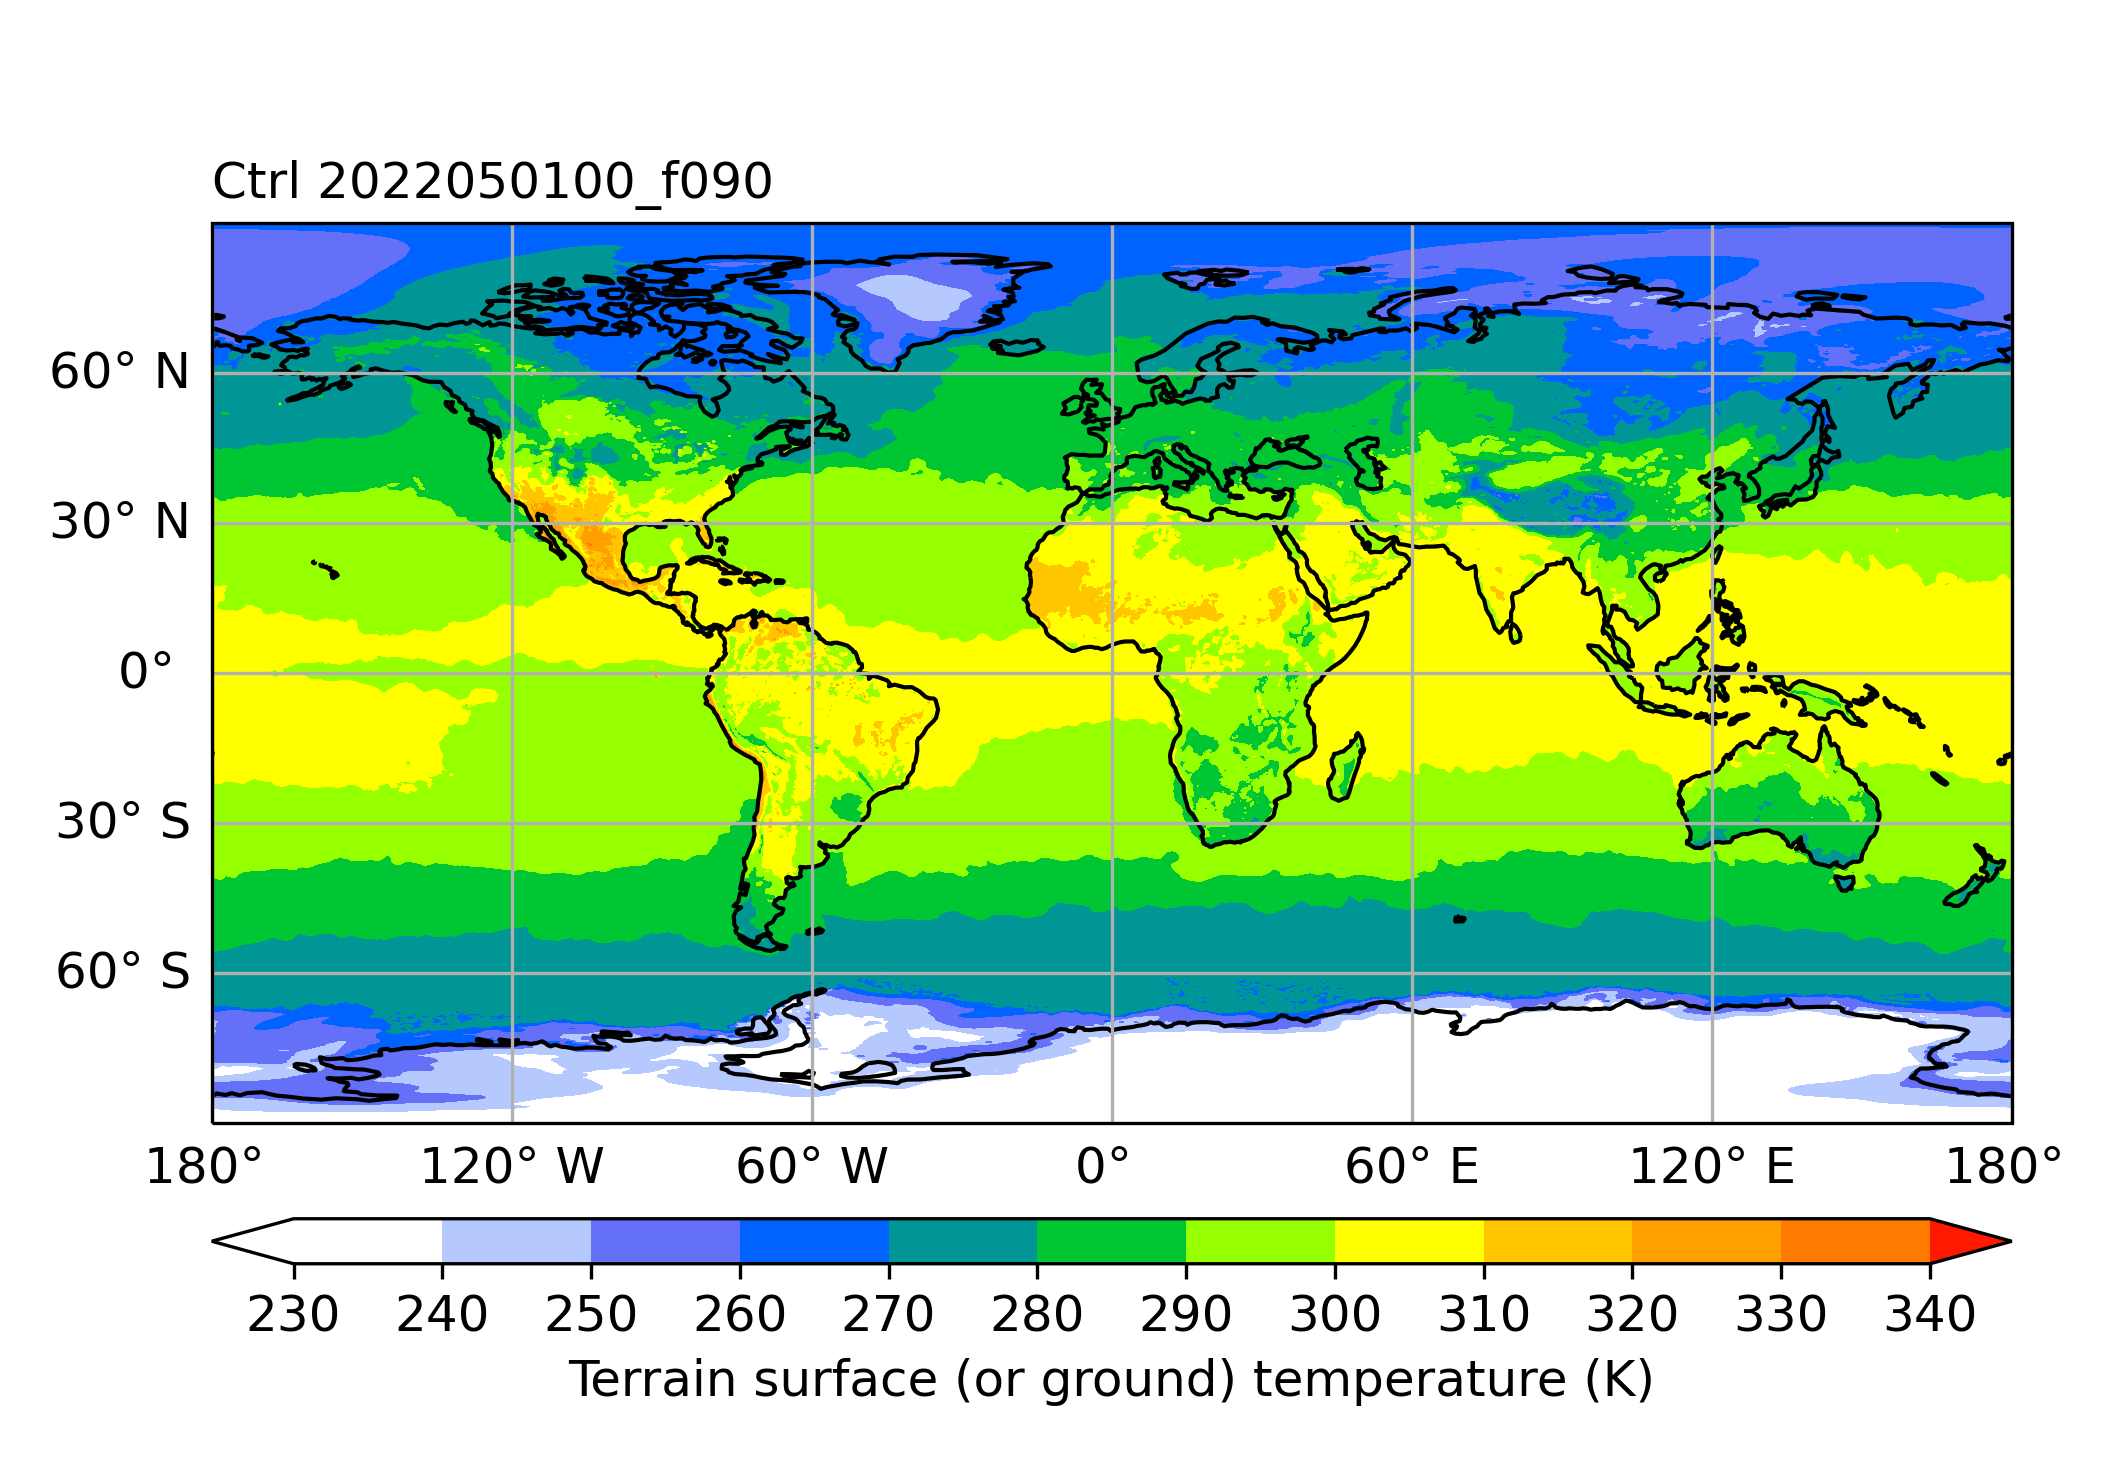 Ctrl 2022050100_f090
60° N
30° N
0°
30° S
60° S
180° 120° W 60° W 0° 60° E 120° E 180°
230 240 250 260 270 280 290 300 310 320 330 340
Terrain surface (or ground) temperature (K)